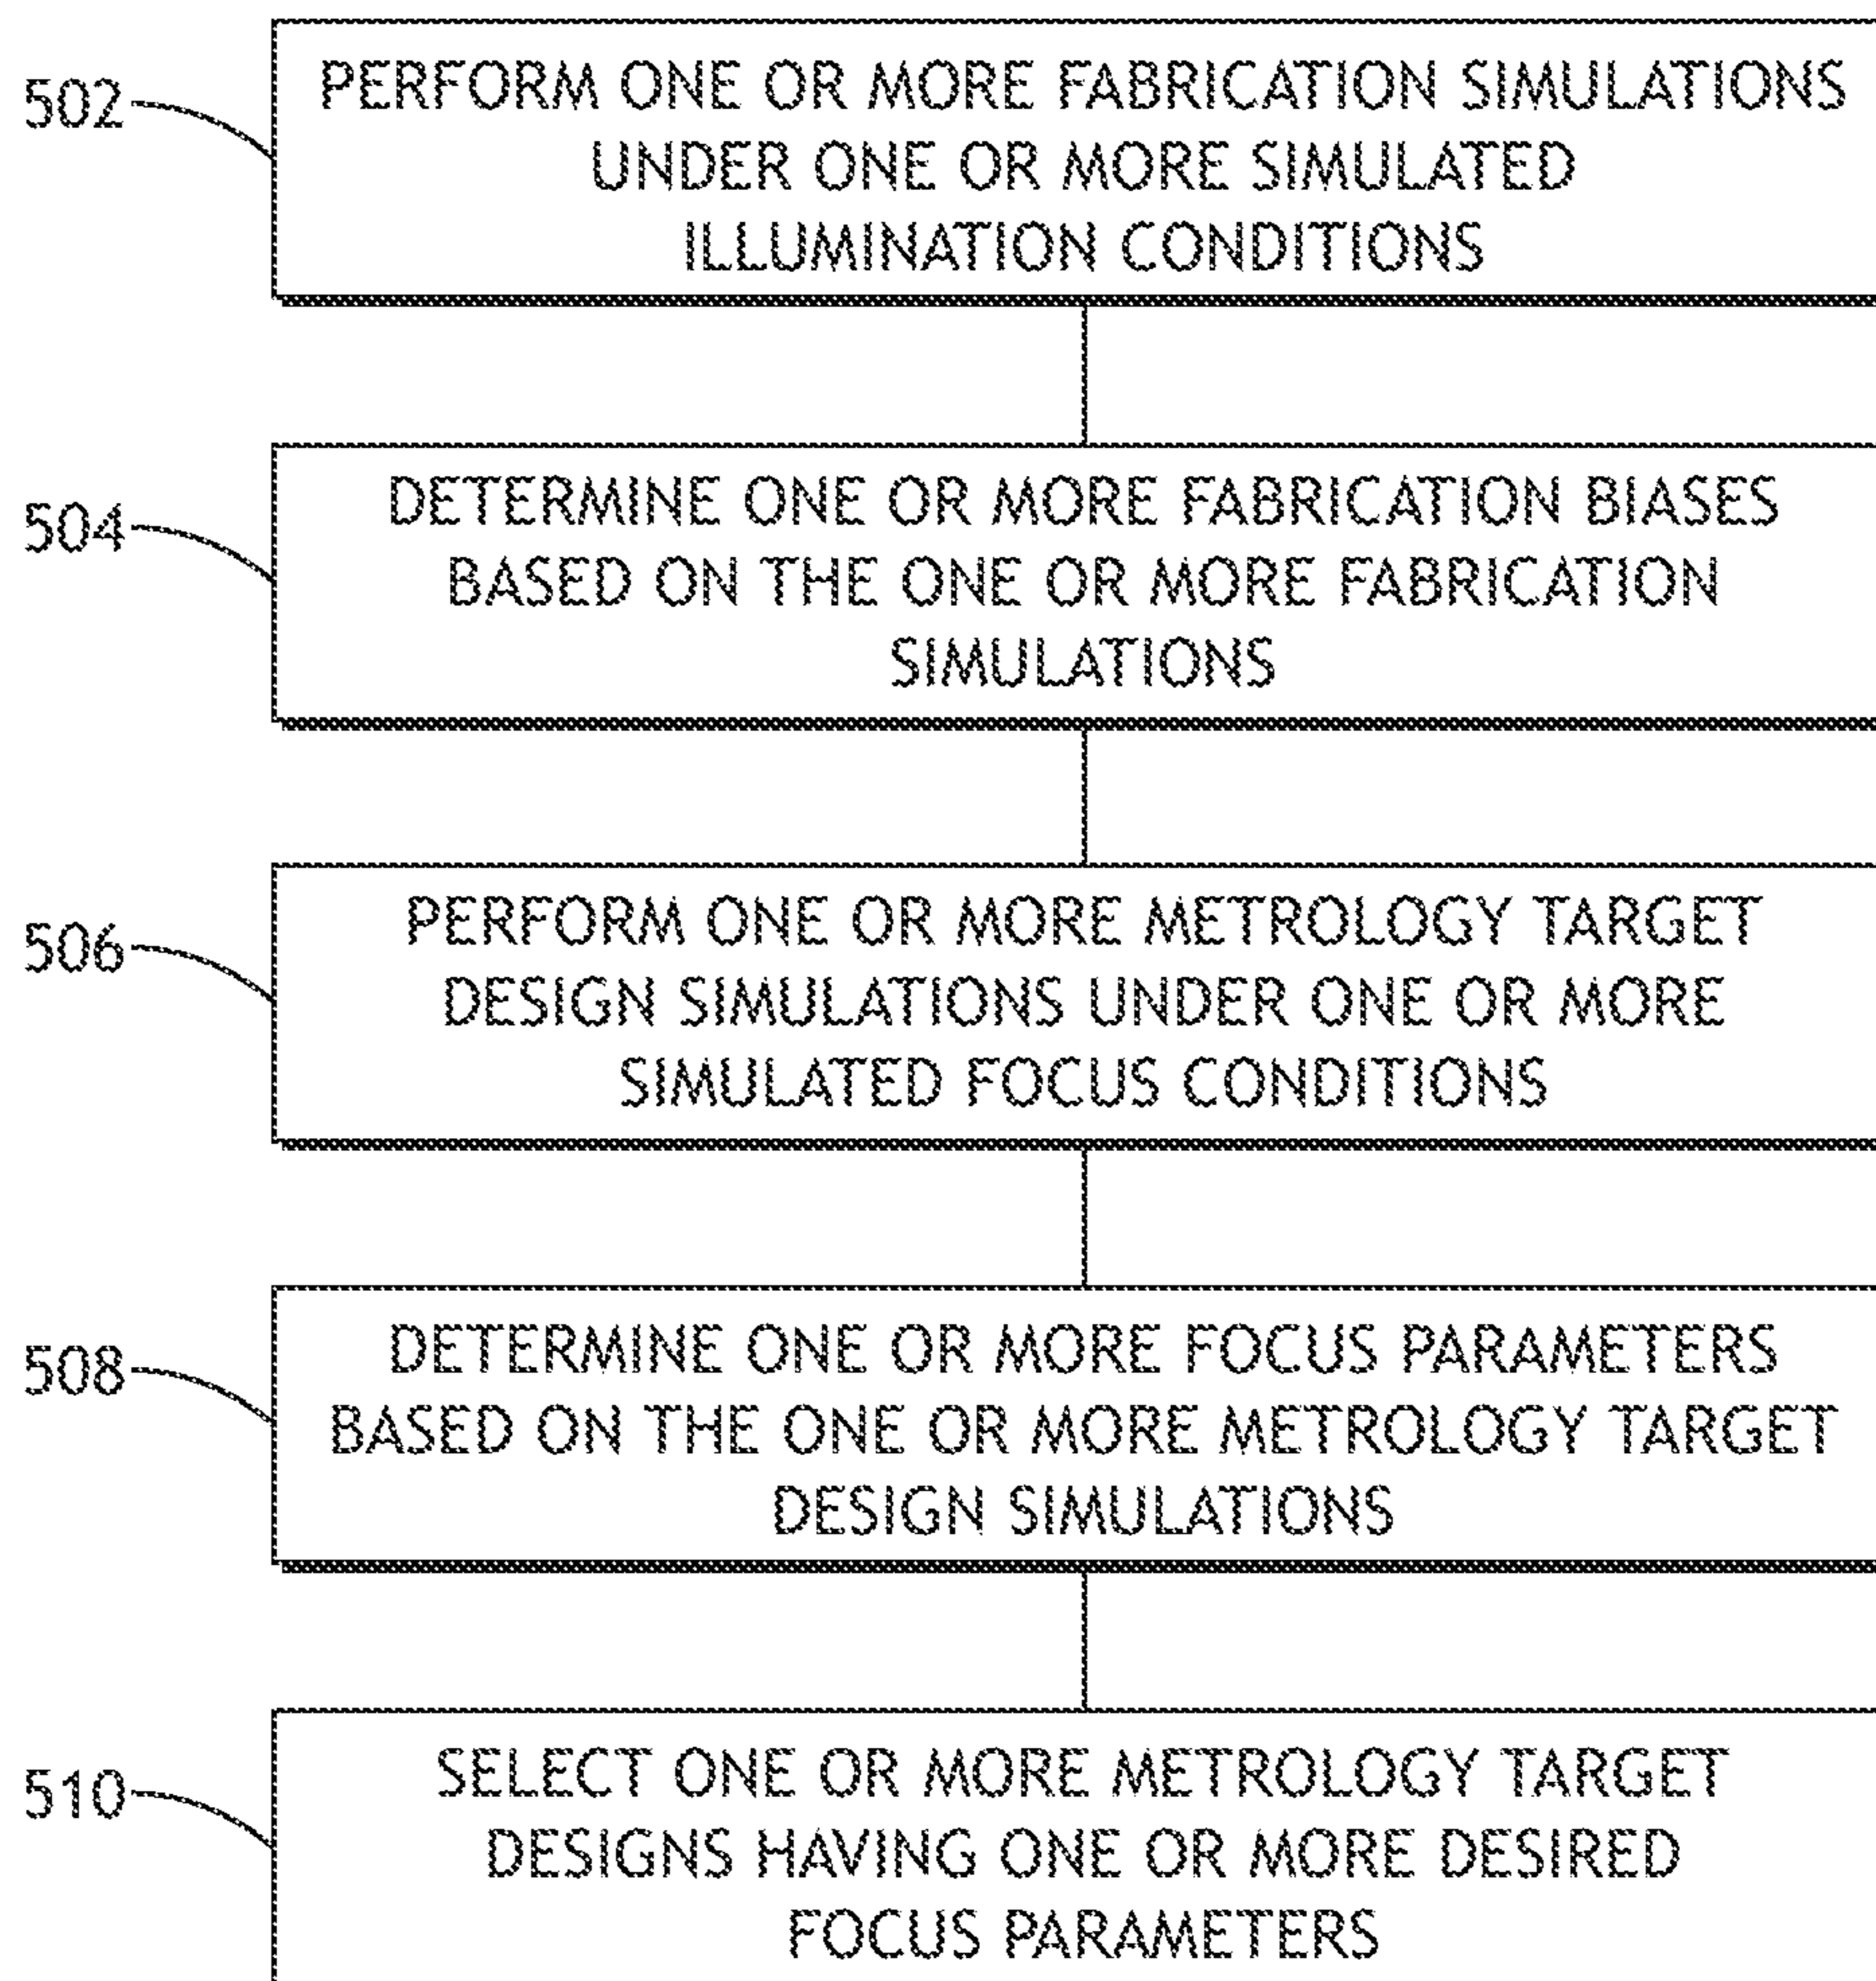 502
PERFORM ONE OR MORE FABRICATION SIMULATIONS
UNDER ONE OR MORE SIMULATED
ILLUMINATION CONDITIONS
504
DETERMINE ONE OR MORE FABRICATION BIASES
BASED ON THE ONE OR MORE FABRICATION
SIMULATIONS
506
PERFORM ONE OR MORE METROLOGY TARGET
DESIGN SIMULATIONS UNDER ONE OR MORE
SIMULATED FOCUS CONDITIONS
508
DETERMINE ONE OR MORE FOCUS PARAMETERS
BASED ON THE ONE OR MORE METROLOGY TARGET
DESIGN SIMULATIONS
510
SELECT ONE OR MORE METROLOGY TARGET
DESIGNS HAVING ONE OR MORE DESIRED
FOCUS PARAMETERS